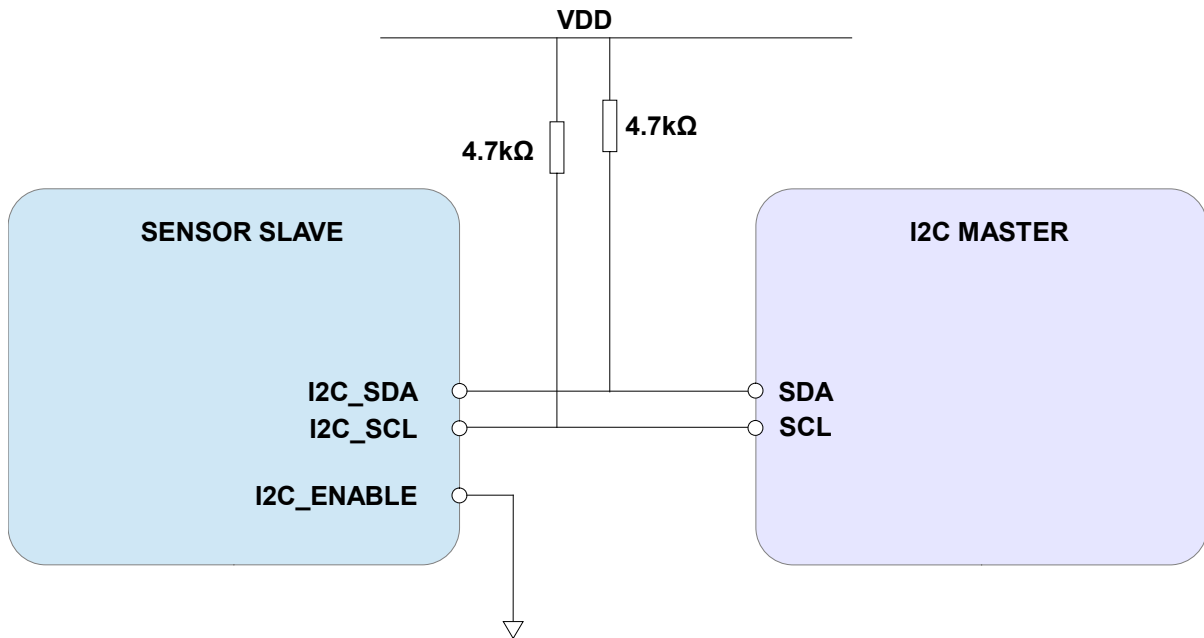 VDD
4.7kΩ
4.7kΩ
SENSOR SLAVE
I2C MASTER
I2C_SDA
SDA
I2C_SCL
SCL
I2C_ENABLE